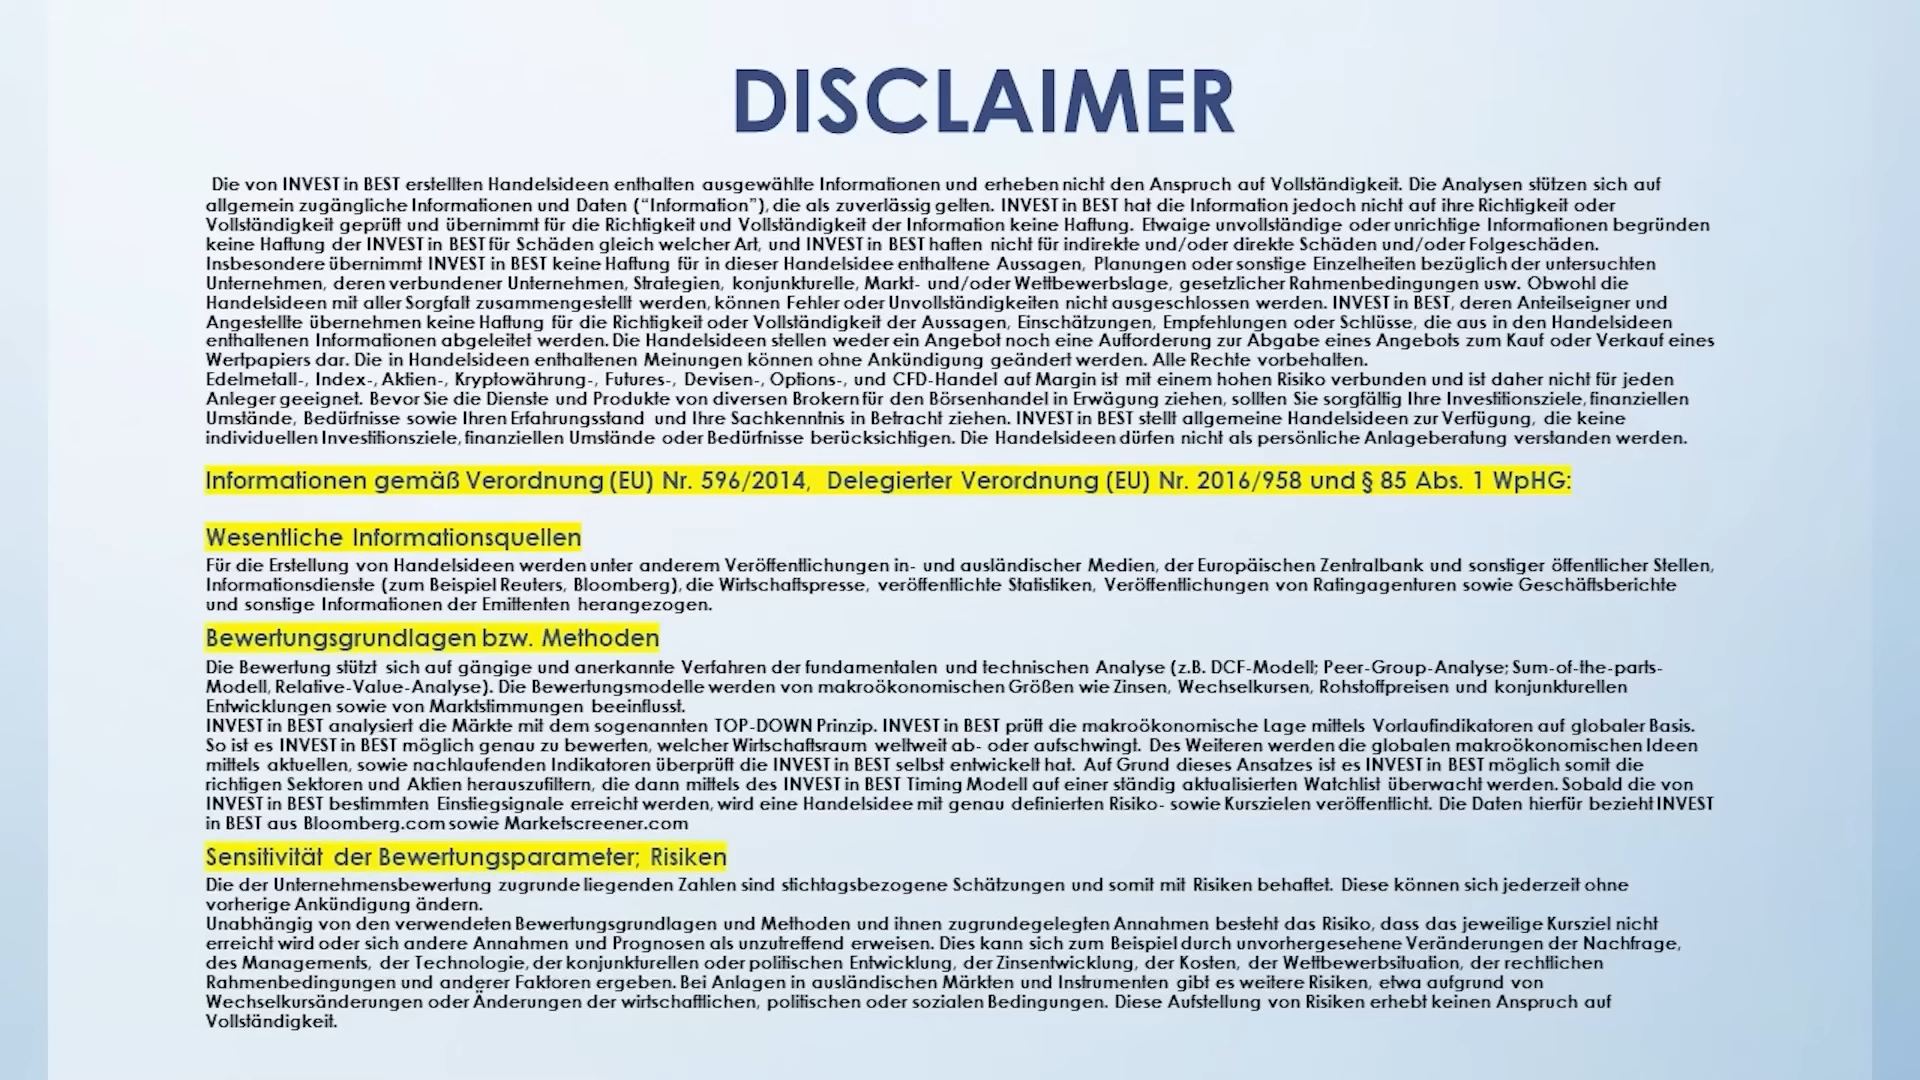 DISCLAIMER
Die von INVEST in BEST erstellten Handelsideen enthalten ausgewählte Informationen und erheben nicht den Anspruch auf Vollständigkeit. Die Analysen stützen sich auf
allgemein zugängliche Informationen und Daten (“Information”), die als zuverlässig gelten. INVEST in BEST hat die Information jedoch nicht auf ihre Richtigkeit oder
Vollständigkeit geprüft und übernimmt für die Richtigkeit und Vollständigkeit der Information keine Haftung. Etwaige unvollständige oder unrichtige Informationen begründen
keine Haftung der INVEST in BEST für Schäden gleich welcher Art, und INVEST in BEST haften nicht für indirekte und/oder direkte Schäden und/oder Folgeschäden.
Insbesondere übernimmt INVEST in BEST keine Haftung für in dieser Handelsidee enthaltene Aussagen, Planungen oder sonstige Einzelheiten bezüglich der untersuchten
Unternehmen, deren verbundener Unternehmen, Strategien, konjunkturelle, Markt- und/oder Wettbewerbslage, gesetzlicher Rahmenbedingungen usw. Obwohl die
Handelsideen mit aller Sorgfalt zusammengestellt werden, können Fehler oder Unvollständigkeiten nicht ausgeschlossen werden. INVEST in BEST, deren Anteilseigner und
Angestellte übernehmen keine Haftung für die Richtigkeit oder Vollständigkeit der Aussagen, Einschätzungen, Empfehlungen oder Schlüsse, die aus in den Handelsideen
enthaltenen Informationen abgeleitet werden. Die Handelsideen stellen weder ein Angebot noch eine Aufforderung zur Abgabe eines Angebots zum Kauf oder Verkauf eines
Wertpapiers dar. Die in Handelsideen enthaltenen Meinungen können ohne Ankündigung geändert werden. Alle Rechte vorbehalten.
Edelmetall-, Index-, Aktien-, Kryptowährung-, Futures-, Devisen-, Options-, und CFD-Handel auf Margin ist mit einem hohen Risiko verbunden und ist daher nicht für jeden
Anleger geeignet. Bevor Sie die Dienste und Produkte von diversen Brokern für den Börsenhandel in Erwägung ziehen, sollten Sie sorgfältig Ihre Investitionsziele, finanziellen
Umstände, Bedürfnisse sowie Ihren Erfahrungsstand und Ihre Sachkenntnis in Betracht ziehen. INVEST in BEST stellt allgemeine Handelsideen zur Verfügung, die keine
individuellen Investitionsziele, finanziellen Umstände oder Bedürfnisse berücksichtigen. Die Handelsideen dürfen nicht als persönliche Anlageberatung verstanden werden.
Informationen gemäß Verordnung (EU) Nr. 596/2014, Delegierter Verordnung (EU) Nr. 2016/958 und § 85 Abs. 1 WpHG:
Wesentliche Informationsquellen
Für die Erstellung von Handelsideen werden unter anderem Veröffentlichungen in- und ausländischer Medien, der Europäischen Zentralbank und sonstiger öffentlicher Stellen,
Informationsdienste (zum Beispiel Reuters, Bloomberg), die Wirtschaftspresse, veröffentlichte Statistiken, Veröffentlichungen von Ratingagenturen sowie Geschäftsberichte
und sonstige Informationen der Emittenten herangezogen.
Bewertungsgrundlagen bzw. Methoden
Die Bewertung stützt sich auf gängige und anerkannte Verfahren der fundamentalen und technischen Analyse (z.B. DCF-Modell; Peer-Group-Analyse; Sum-of-the-parts-
Modell, Relative-Value-Analyse). Die Bewertungsmodelle werden von makroökonomischen Größen wie Zinsen, Wechselkursen, Rohstoffpreisen und konjunkturellen
Entwicklungen sowie von Marktstimmungen beeinflusst.
INVEST in BEST analysiert die Märkte mit dem sogenannten TOP-DOWN Prinzip. INVEST in BEST prüft die makroökonomische Lage mittels Vorlaufindikatoren auf globaler Basis.
So ist es INVEST in BEST möglich genau zu bewerten, welcher Wirtschaftsraum weltweit ab- oder aufschwingt. Des Weiteren werden die globalen makroökonomischen Ideen
mittels aktuellen, sowie nachlaufenden Indikatoren überprüft die INVEST in BEST selbst entwickelt hat. Auf Grund dieses Ansatzes ist es INVEST in BEST möglich somit die
richtigen Sektoren und Aktien herauszufiltern, die dann mittels des INVEST in BEST Timing Modell auf einer ständig aktualisierten Watchlist überwacht werden. Sobald die von
INVEST in BEST bestimmten Einstiegsignale erreicht werden, wird eine Handelsidee mit genau definierten Risiko- sowie Kurszielen veröffentlicht. Die Daten hierfür bezieht INVEST
in BEST aus Bloomberg.com sowie Marketscreener.com
Sensitivität der Bewertungsparameter; Risiken
Die der Unternehmensbewertung zugrunde liegenden Zahlen sind stichtagsbezogene Schätzungen und somit mit Risiken behaftet. Diese können sich jederzeit ohne
vorherige Ankündigung ändern.
Unabhängig von den verwendeten Bewertungsgrundlagen und Methoden und ihnen zugrundegelegten Annahmen besteht das Risiko, dass das jeweilige Kursziel nicht
erreicht wird oder sich andere Annahmen und Prognosen als unzutreffend erweisen. Dies kann sich zum Beispiel durch unvorhergesehene Veränderungen der Nachfrage,
des Managements, der Technologie, der konjunkturellen oder politischen Entwicklung, der Zinsentwicklung, der Kosten, der Wettbewerbsituation, der rechtlichen
Rahmenbedingungen und anderer Faktoren ergeben. Bei Anlagen in ausländischen Märkten und Instrumenten gibt es weitere Risiken, etwa aufgrund von
Wechselkursänderungen oder Änderungen der wirtschaftlichen, politischen oder sozialen Bedingungen. Diese Aufstellung von Risiken erhebt keinen Anspruch auf
Vollständigkeit.